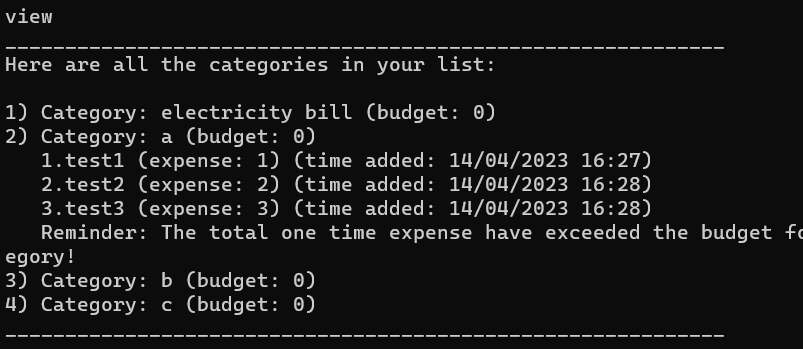 view
____________________________________________________________
Here are all the categories in your list:
1) Category: electricity bill (budget: 0)
2) Category: a (budget: 0)
1.test1 (expense: 1) (time added: 14/04/2023 16:27)
2.test2 (expense: 2) (time added: 14/04/2023 16:28)
3.test3 (expense: 3) (time added: 14/04/2023 16:28)
Reminder: The total one time expense have exceeded the budget fo
egory!
3) Category: b (budget: 0)
4) Category: c (budget: 0)
____________________________________________________________